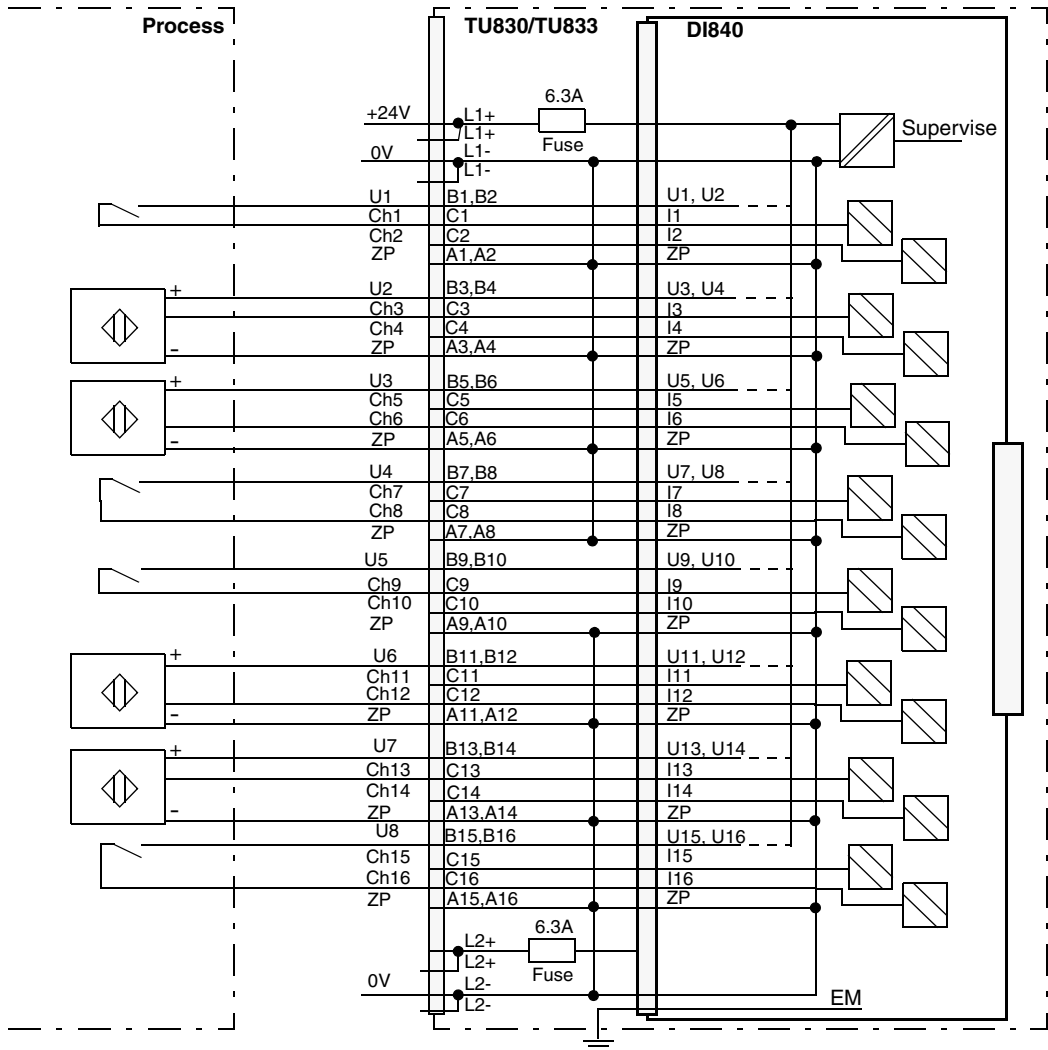 Process TU830/TU833 DI840
6.3A
+24V L1+
L1+
Fuse
Supervise
0V L1-
L1-
U1 B1,B2 U1, U2
Ch1 C1 I1
Ch2 C2 I2
ZP A1,A2 ZP
+ U2 B3,B4 U3, U4
Ch3 C3 I3
Ch4 C4 I4
- ZP A3,A4 ZP
+ U3 B5,B6 U5, U6
Ch5 C5 I5
Ch6 C6 I6
- ZP A5,A6 ZP
U4 B7,B8 U7, U8
Ch7 C7 I7
Ch8 C8 I8
ZP A7,A8 ZP
U5 B9,B10 U9, U10
Ch9 C9 I9
Ch10 C10 I10
ZP A9,A10 ZP
+ U6 B11,B12 U11, U12
Ch11 C11 I11
Ch12 C12 I12
- ZP A11,A12 ZP
+ U7 B13,B14 U13, U14
Ch13 C13 I13
Ch14 C14 I14
- ZP A13,A14 ZP
U8 B15,B16 U15, U16
Ch15 C15 I15
Ch16 C16 I16
ZP A15,A16 ZP
6.3A
L2+
L2+
Fuse
0V L2-
L2-
EM